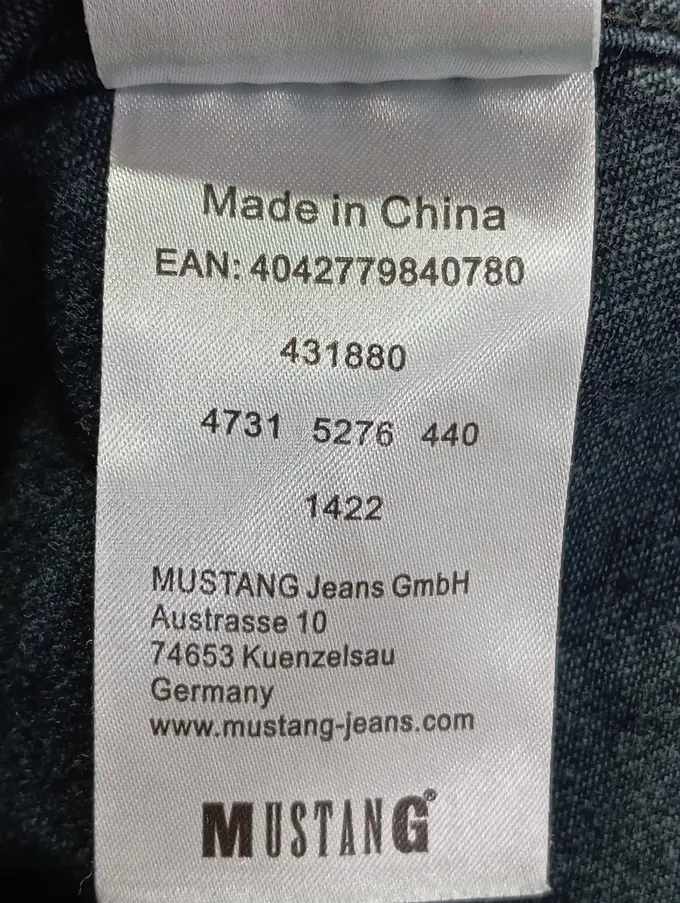 Made in China
EAN: 4042779840780
431880
4731 5276 440
1422
MUSTANG Jeans GmbH
Austrasse 10
74653 Kuenzelsau
Germany
www.mustang-jeans.com
MUSTANG®